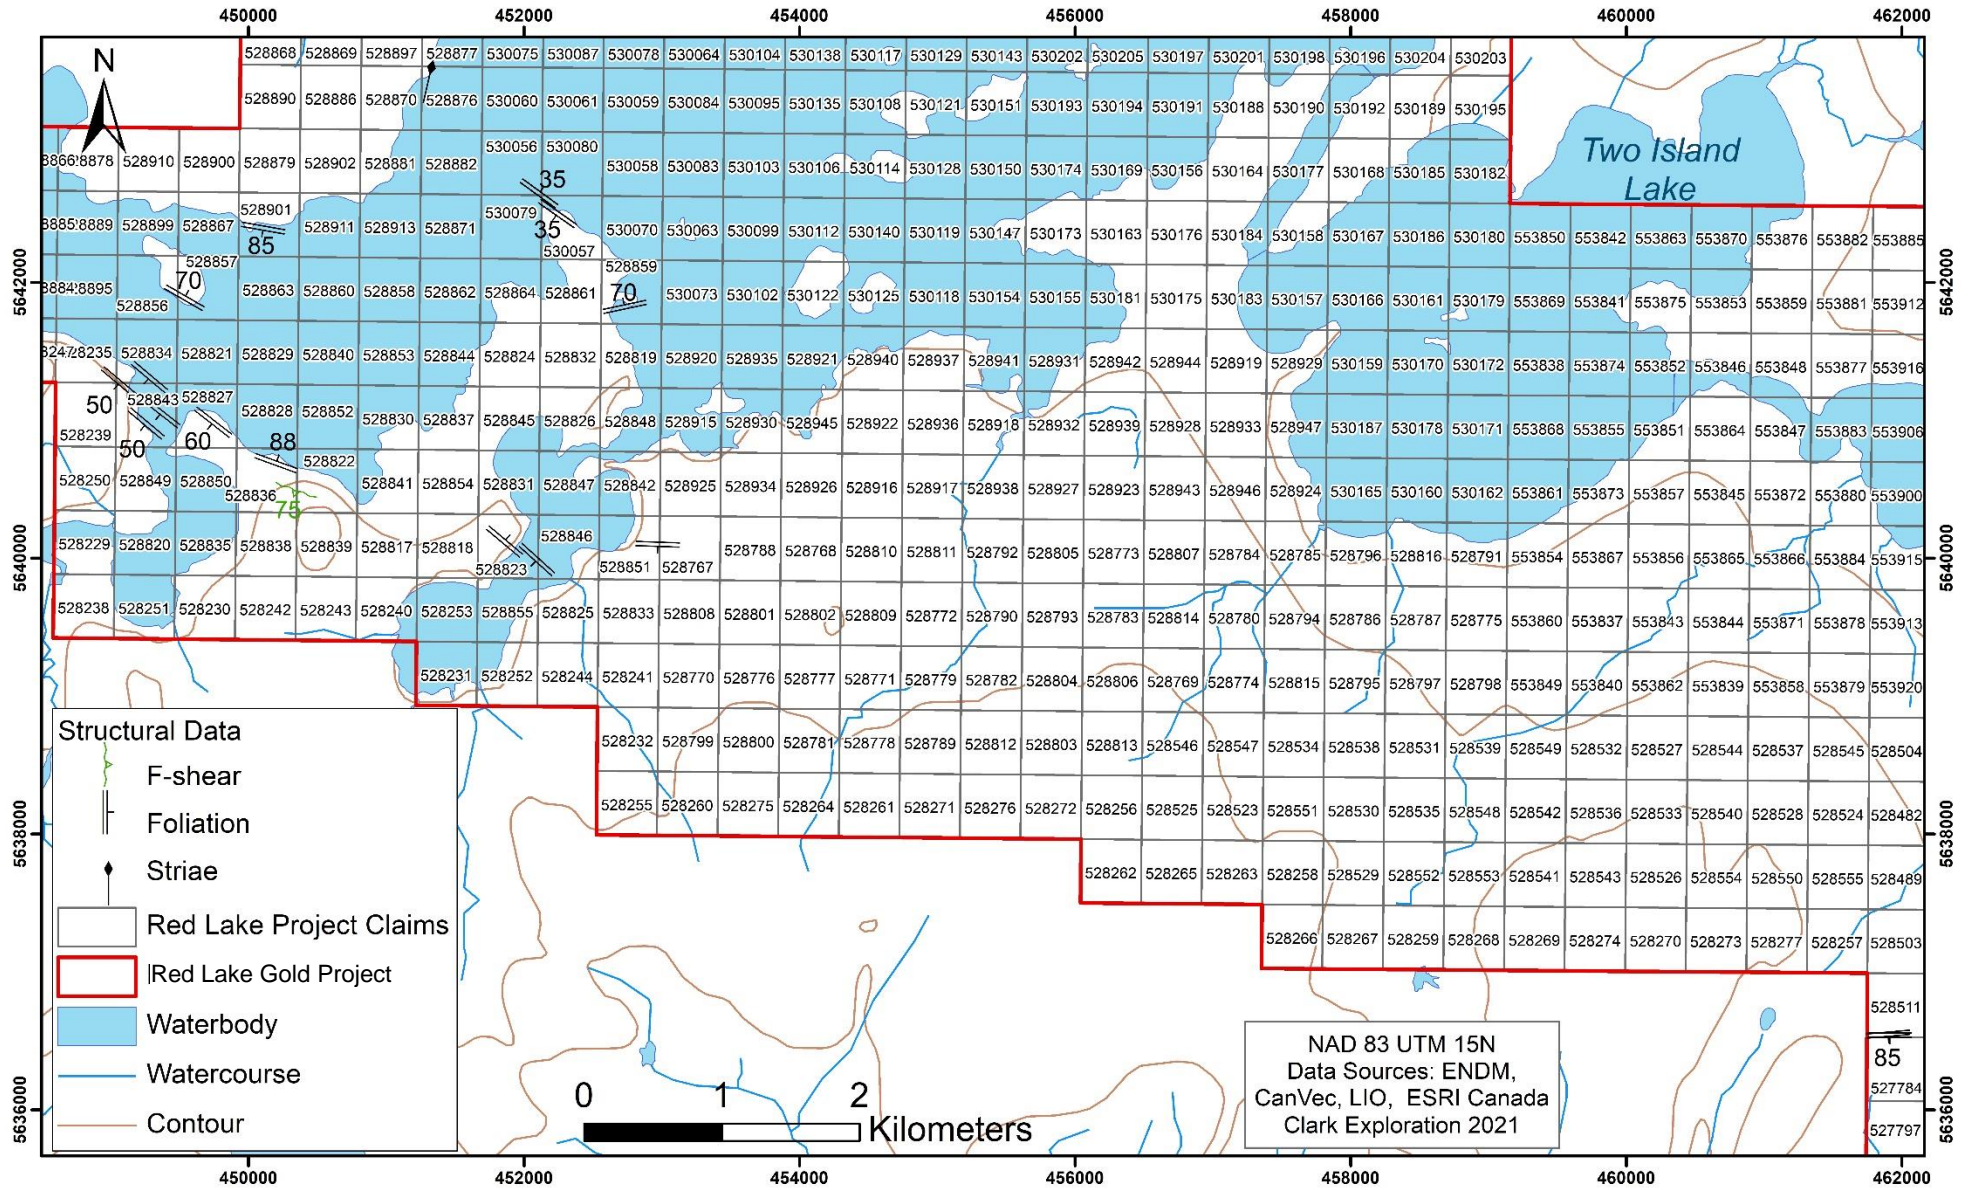 450000 452000 454000 456000 458000 460000 462000
N
528868 528869 528897 528877 530075 530087 530078 530064 530104 530138 530117 530129 530143 530202 530205 530197 530201 530198 530196 530204 530203
528890 528886 528870 528876 530060 530061 530059 530084 530095 530135 530108 530121 530151 530193 530194 530191 530188 530190 530192 530189 530195
530056 530080
528910 528900 528879 528902 528881 528882 530058 530083 530103 530106 530114 530128 530150 530174 530169 530156 530164 530177 530168 530185 530182
Two Island
Lake
35
528901 530079
528899 528867 528911 528913 528871 35 530070 530063 530099 530112 530140 530119 530147 530173 530163 530176 530184 530158 530167 530186 530180 553850 553842 553863 553870 553876 553882 553885
85
530057
528857 528859
5642000 5642000
70 70
528856 528863 528860 528858 528862 528864 528861 530073 530102 530122 530125 530118 530154 530155 530181 530175 530183 530157 530166 530161 530179 553869 553841 553875 553853 553859 553881 553912
528834 528821 528829 528840 528853 528844 528824 528832 528819 528920 528935 528921 528940 528937 528941 528931 528942 528944 528919 528929 530159 530170 530172 553838 553874 553852 553846 553848 553877 553916
50 528843 528827
528828 528852 528830 528837 528845 528826 528848 528915 528930 528945 528922 528936 528918 528932 528939 528928 528933 528947 530187 530178 530171 553868 553855 553851 553864 553847 553883 553906
528239 50 60 88
528822
528250 528849 528850 528841 528854 528831 528847 528842 528925 528934 528926 528916 528917 528938 528927 528923 528943 528946 528924 530165 530160 530162 553861 553873 553857 553845 553872 553880 553900
528836
75
528229 528820 528835 528838 528839 528817 528818 528846 528788 528768 528810 528811 528792 528805 528773 528807 528784 528785 528796 528816 528791 553854 553867 553856 553865 553866 553884 553915
5640000 5640000
528823 528851 528767
528238 528251 528230 528242 528243 528240 528253 528855 528825 528833 528808 528801 528802 528809 528772 528790 528793 528783 528814 528780 528794 528786 528787 528775 553860 553837 553843 553844 553871 553878 553913
528231 528252 528244 528241 528770 528776 528777 528771 528779 528782 528804 528806 528769 528774 528815 528795 528797 528798 553849 553840 553862 553839 553858 553879 553920
528232 528799 528800 528781 528778 528789 528812 528803 528813 528546 528547 528534 528538 528531 528539 528549 528532 528527 528544 528537 528545 528504
528255 528260 528275 528264 528261 528271 528276 528272 528256 528525 528523 528551 528530 528535 528548 528542 528536 528533 528540 528528 528524 528482
5638000 5638000
528262 528265 528263 528258 528529 528552 528553 528541 528543 528526 528554 528550 528555 528489
528266 528267 528259 528268 528269 528274 528270 528273 528277 528257 528503
528511
85
527784
527797
5636000 5636000
Structural Data
F-shear
Foliation
Striae
Red Lake Project Claims
Red Lake Gold Project
Waterbody
Watercourse
Contour
0 1 2
Kilometers
NAD 83 UTM 15N
Data Sources: ENDM,
CanVec, LIO, ESRI Canada
Clark Exploration 2021
450000 452000 454000 456000 458000 460000 462000